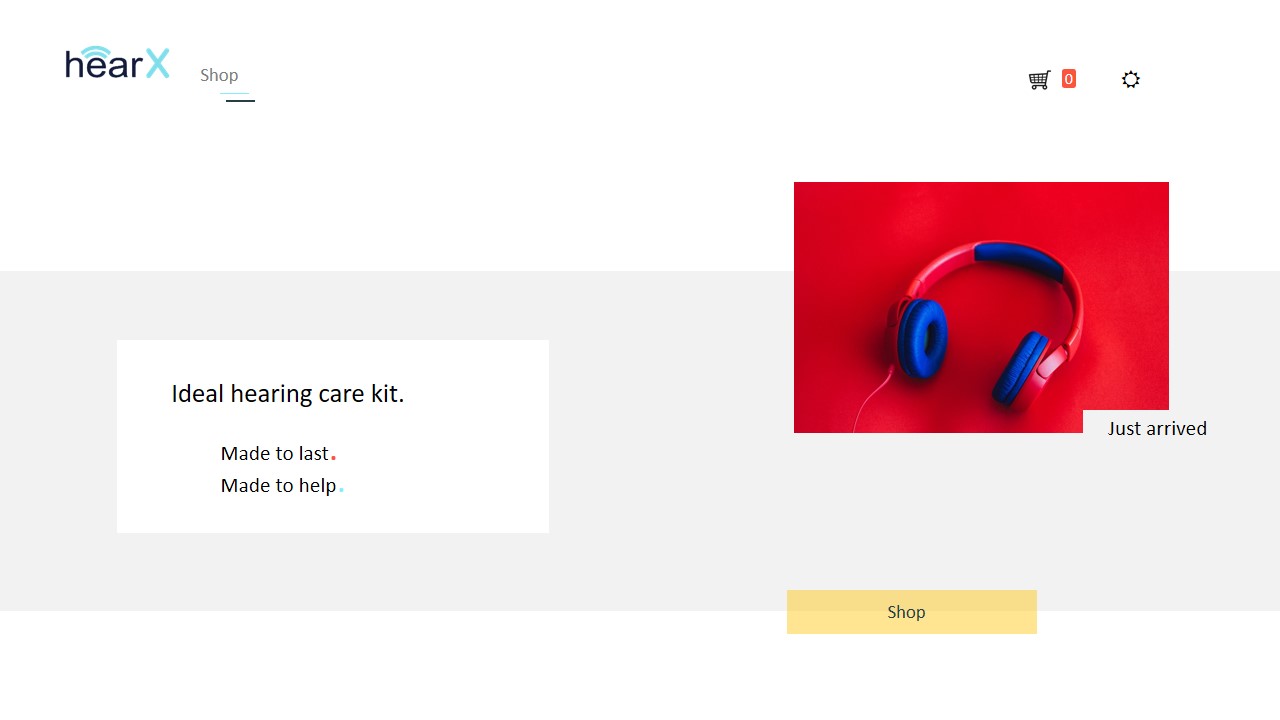 hearX
Shop
0
Ideal hearing care kit.
Made to last.
Made to help.
Just arrived
Shop